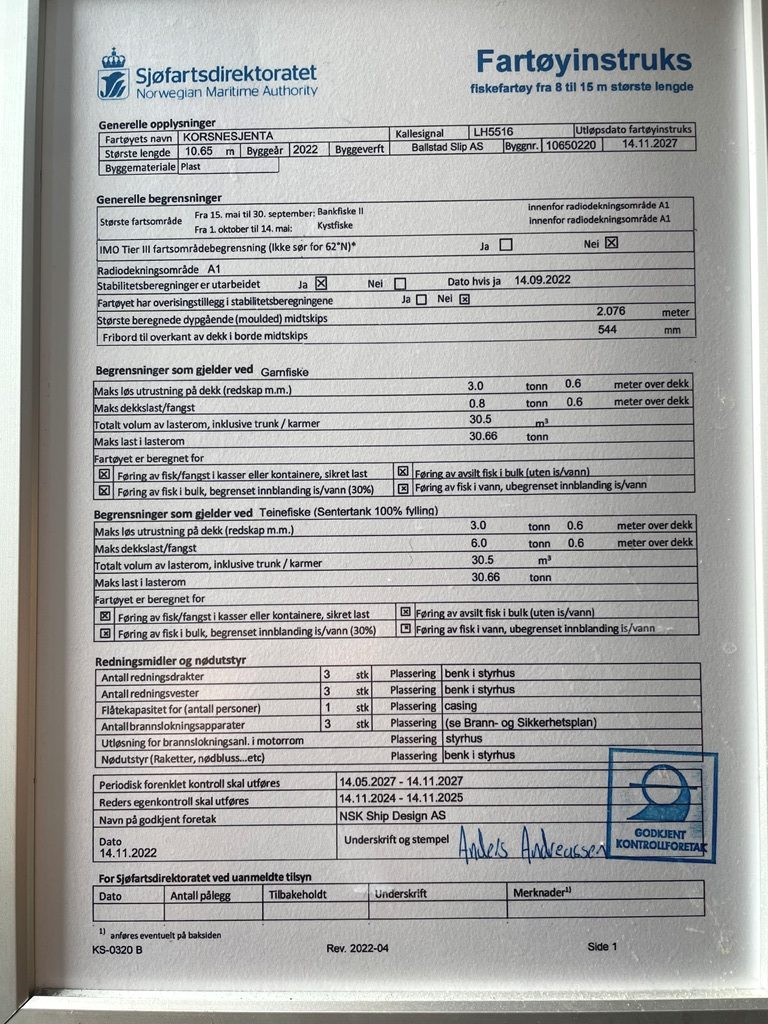 Sjøfartsdirektoratet
Norwegian Maritime Authority
Fartøyinstruks
fiskefartøy fra 8 til 15 m største lengde
Generelle opplysninger
Fartøyets navn KORSNESJENTA Kallesignal LH5516 Utløpsdato fartøyinstruks
Største lengde 10.65 m Byggeår 2022 Byggeverft Ballstad Slip AS Byggnr. 10650220 14.11.2027
Byggemateriale Plast
Generelle begrensninger
Største fartsområde Fra 15. mai til 30. september: Bankfiske II innenfor radiodekningområde A1
Fra 1. oktober til 14. mai: Kystfiske innenfor radiodekningområde A1
IMO Tier III fartsområdebegrensning (Ikke sør for 62°N)* Ja ☐ Nei ☒
Radiodekningsområde A1
Stabilitetsberegninger er utarbeidet Ja ☒ Nei ☐ Dato hvis ja 14.09.2022
Fartøyet har overisingstillegg i stabilitetsberegningene Ja ☐ Nei ☒
Største beregnede dypgående (moulded) midtskips 2.076 meter
Fribord til overkant av dekk i borde midtskips 544 mm
Begrensninger som gjelder ved Garnfiske
Maks løs utrustning på dekk (redskap m.m.) 3.0 tonn 0.6 meter over dekk
Maks dekkslast/fangst 0.8 tonn 0.6 meter over dekk
Totalt volum av lasterom, inklusive trunk / karmer 30.5 m³
Maks last i lasterom 30.66 tonn
Fartøyet er beregnet for
☒ Føring av fisk/fangst i kasser eller kontainere, sikret last ☒ Føring av avsilt fisk i bulk (uten is/vann)
☒ Føring av fisk i bulk, begrenset innblanding is/vann (30%) ☒ Føring av fisk i vann, ubegrenset innblanding is/vann
Begrensninger som gjelder ved Teinefiske (Sentertank 100% fylling)
Maks løs utrustning på dekk (redskap m.m.) 3.0 tonn 0.6 meter over dekk
Maks dekkslast/fangst 6.0 tonn 0.6 meter over dekk
Totalt volum av lasterom, inklusive trunk / karmer 30.5 m³
Maks last i lasterom 30.66 tonn
Fartøyet er beregnet for
☒ Føring av fisk/fangst i kasser eller kontainere, sikret last ☒ Føring av avsilt fisk i bulk (uten is/vann)
☒ Føring av fisk i bulk, begrenset innblanding is/vann (30%) ☒ Føring av fisk i vann, ubegrenset innblanding is/vann
Redningsmidler og nødutstyr
Antall redningsdrakter 3 stk Plassering benk i styrhus
Antall redningsvester 3 stk Plassering benk i styrhus
Flåtekapasitet for (antall personer) 1 stk Plassering casing
Antall brannslokningsapparater 3 stk Plassering (se Brann- og Sikkerhetsplan)
Utløsning for brannslokningsanl. i motorrom Plassering styrhus
Nødutstyr (Raketter, nødbluss...etc) Plassering benk i styrhus
Periodisk forenklet kontroll skal utføres 14.05.2027 - 14.11.2027
Reders egenkontroll skal utføres 14.11.2024 - 14.11.2025
Navn på godkjent foretak NSK Ship Design AS
Dato Underskrift og stempel Anders Andreassen
14.11.2022
GODKJENT
KONTROLLFORETAK
For Sjøfartsdirektoratet ved uanmeldte tilsyn
Dato Antall pålegg Tilbakeholdt Underskrift Merknader¹⁾
¹⁾ anføres eventuelt på baksiden
KS-0320 B Rev. 2022-04 Side 1